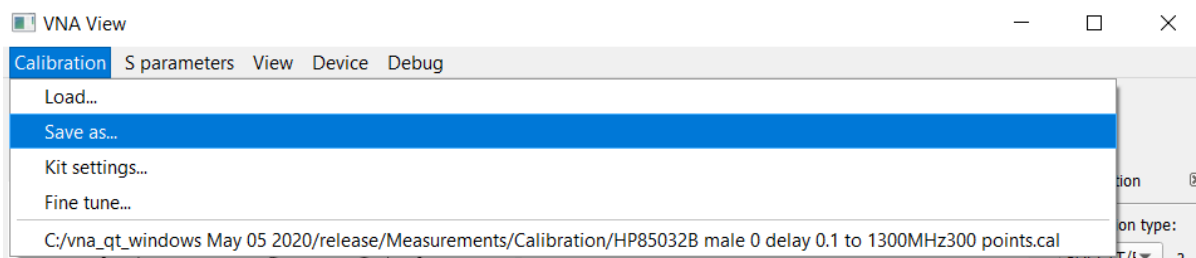 VNA View
Calibration S parameters View Device Debug
Load...
Save as...
Kit settings...
Fine tune...
C:/vna_qt_windows May 05 2020/release/Measurements/Calibration/HP85032B male 0 delay 0.1 to 1300MHz300 points.cal
tion
on type: